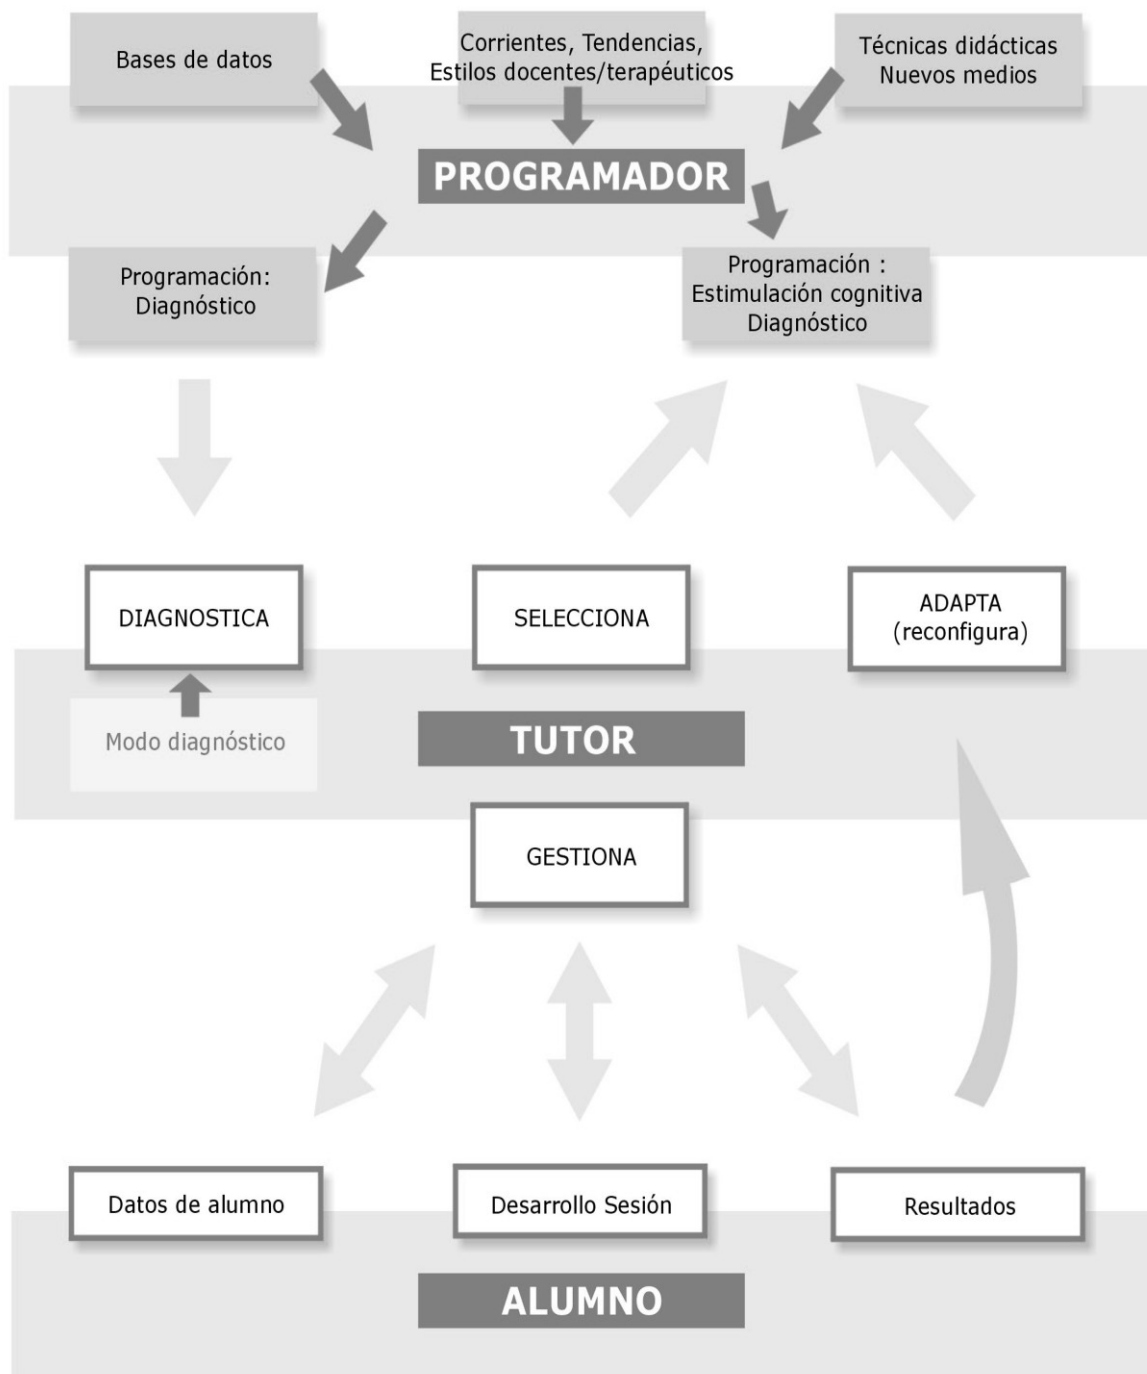 Bases de datos
Corrientes, Tendencias,
Estilos docentes/terapéuticos
Técnicas didácticas
Nuevos medios
PROGRAMADOR
Programación:
Diagnóstico
Programación :
Estimulación cognitiva
Diagnóstico
DIAGNOSTICA
SELECCIONA
ADAPTA
(reconfigura)
Modo diagnóstico
TUTOR
GESTIONA
Datos de alumno
Desarrollo Sesión
Resultados
ALUMNO